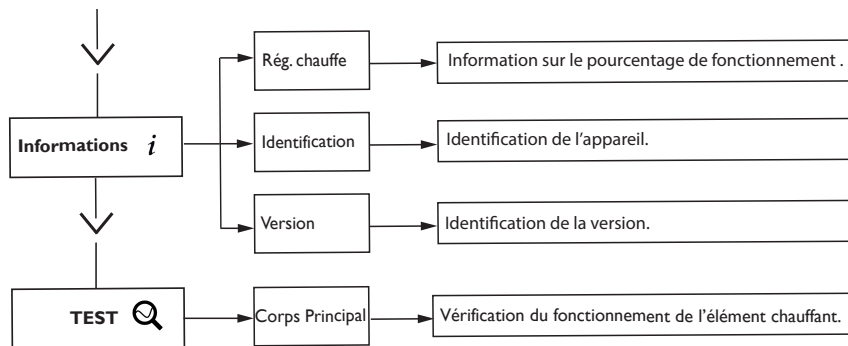 Rég. chauffe
Information sur le pourcentage de fonctionnement .
Informations i
Identification
Identification de l'appareil.
Version
Identification de la version.
TEST
Corps Principal
Vérification du fonctionnement de l'élément chauffant.